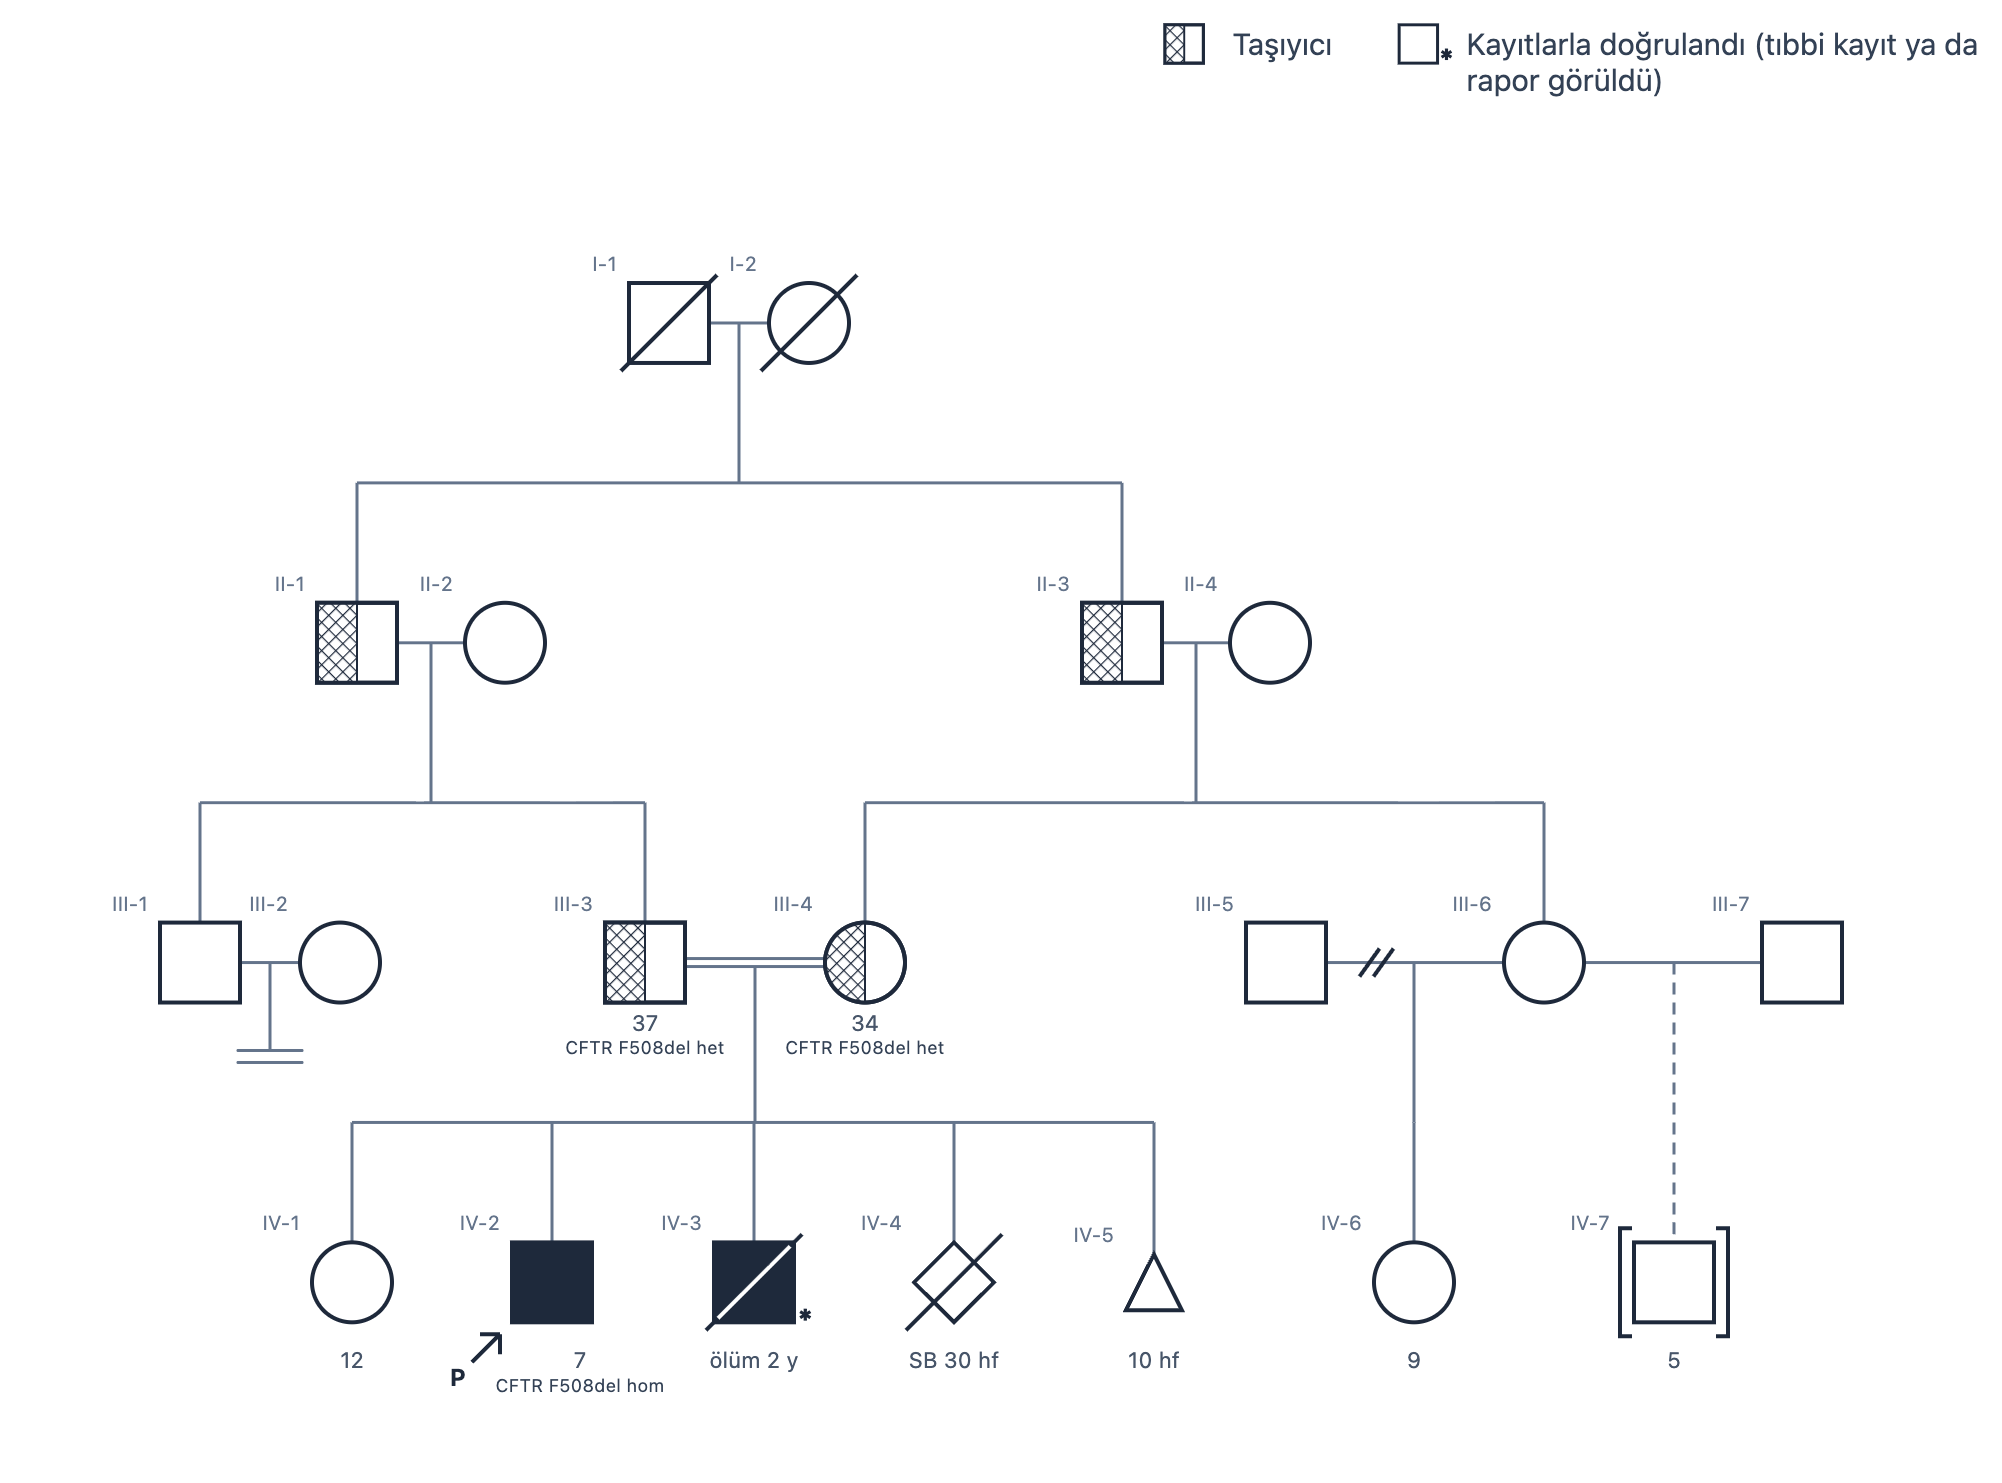 Taşıyıcı
Kayıtlarla doğrulandı (tıbbi kayıt ya da
rapor görüldü)
I-1
I-2
II-1
II-2
II-3
II-4
III-1
III-2
III-3
III-4
III-5
III-6
III-7
37
34
CFTR F508del het
CFTR F508del het
IV-1
IV-2
IV-3
IV-4
IV-5
IV-6
IV-7
12
7
ölüm 2 y
SB 30 hf
10 hf
9
5
P
CFTR F508del hom